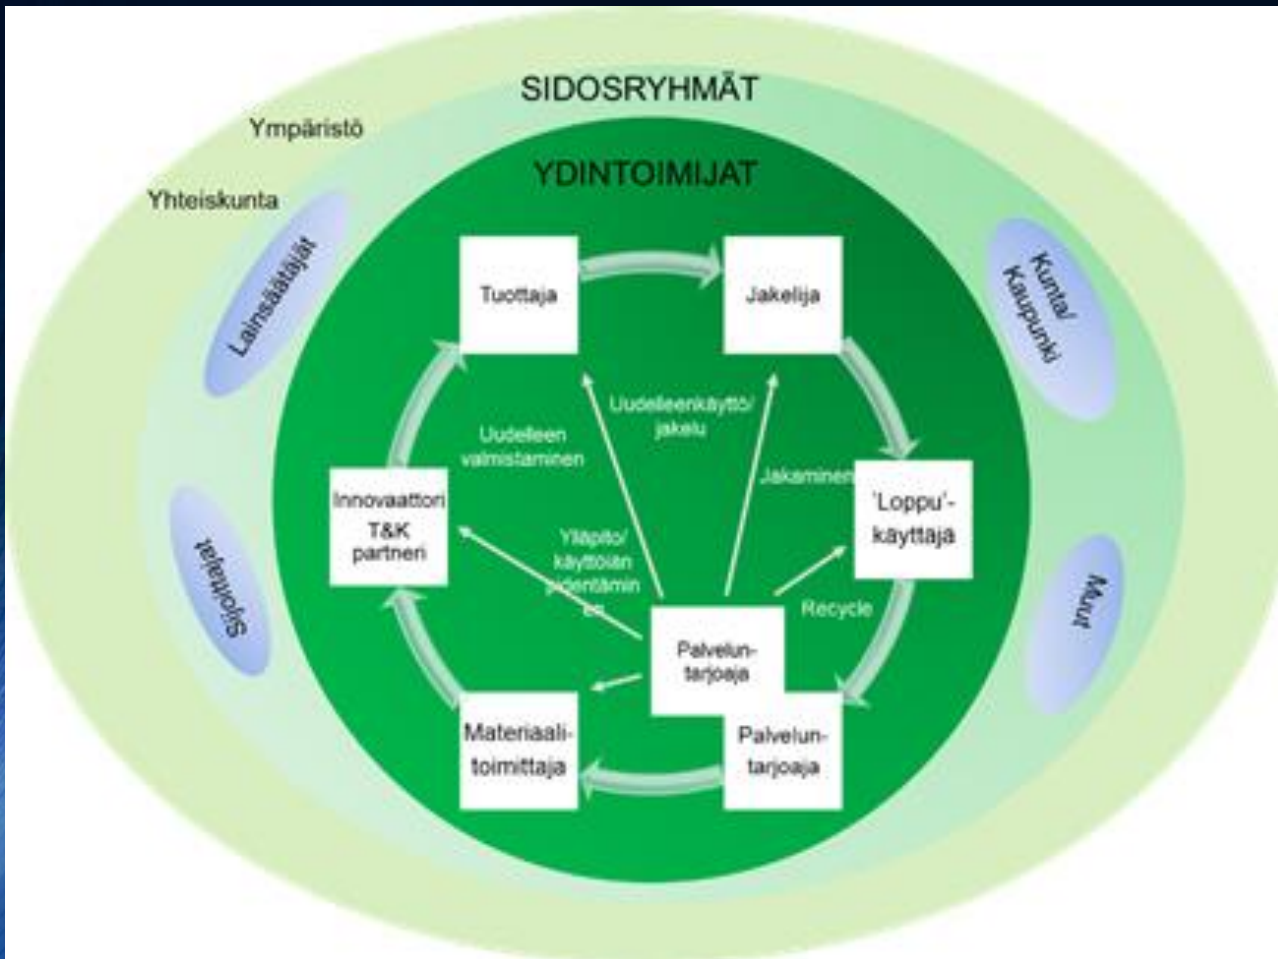 SIDOSRYHMÄT
Ympäristö
YDINTOIMIJAT
Yhteiskunta
Lainsäätäjät
Kunta/
Kaupunki
Tuottaja
Jakelija
Uudelleenkäyttö/
jakelu
Uudelleen
valmistaminen
Jakaminen
Innovaattori
T&K
partneri
'Loppu'-
käyttäjä
Ylläpito/
käyttöiän
pidentämin
en
Sijoittajat
Muut
Recycle
Palvelun-
tarjoaja
Materiaali-
toimittaja
Palvelun-
tarjoaja